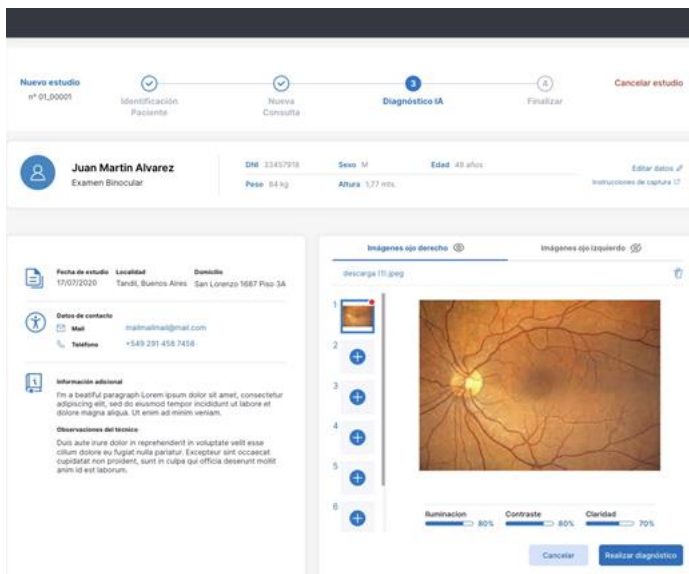 Nuevo estudio
nº 01_00001
Identificación
Paciente
Nueva
Consulta
3
Diagnóstico IA
4
Finalizar
Cancelar estudio
Juan Martin Alvarez
Examen Binocular
DNI 33457918
Sexo M
Edad 48 años
Peso 84 kg
Altura 1,77 mts.
Editar datos
Instrucciones de captura
Fecha de estudio
17/07/2020
Localidad
Tandil, Buenos Aires
Domicilio
San Lorenzo 1687 Piso 3A
Datos de contacto
Mail mailmailmail@mail.com
Teléfono +549 291 458 7458
Información adicional
I'm a beatiful paragraph Lorem ipsum dolor sit amet, consectetur
adipiscing elit, sed do eiusmod tempor incididunt ut labore et
dolore magna aliqua. Ut enim ad minim veniam.
Observaciones del técnico
Duis aute irure dolor in reprehenderit in voluptate velit esse
cillum dolore eu fugiat nulla pariatur. Excepteur sint occaecat
cupidatat non proident, sunt in culpa qui officia deserunt mollit
anim id est laborum.
Imágenes ojo derecho
Imágenes ojo izquierdo
descarga (1).jpeg
1
2
3
4
5
6
Iluminacion
80%
Contraste
80%
Claridad
70%
Cancelar
Realizar diagnóstico